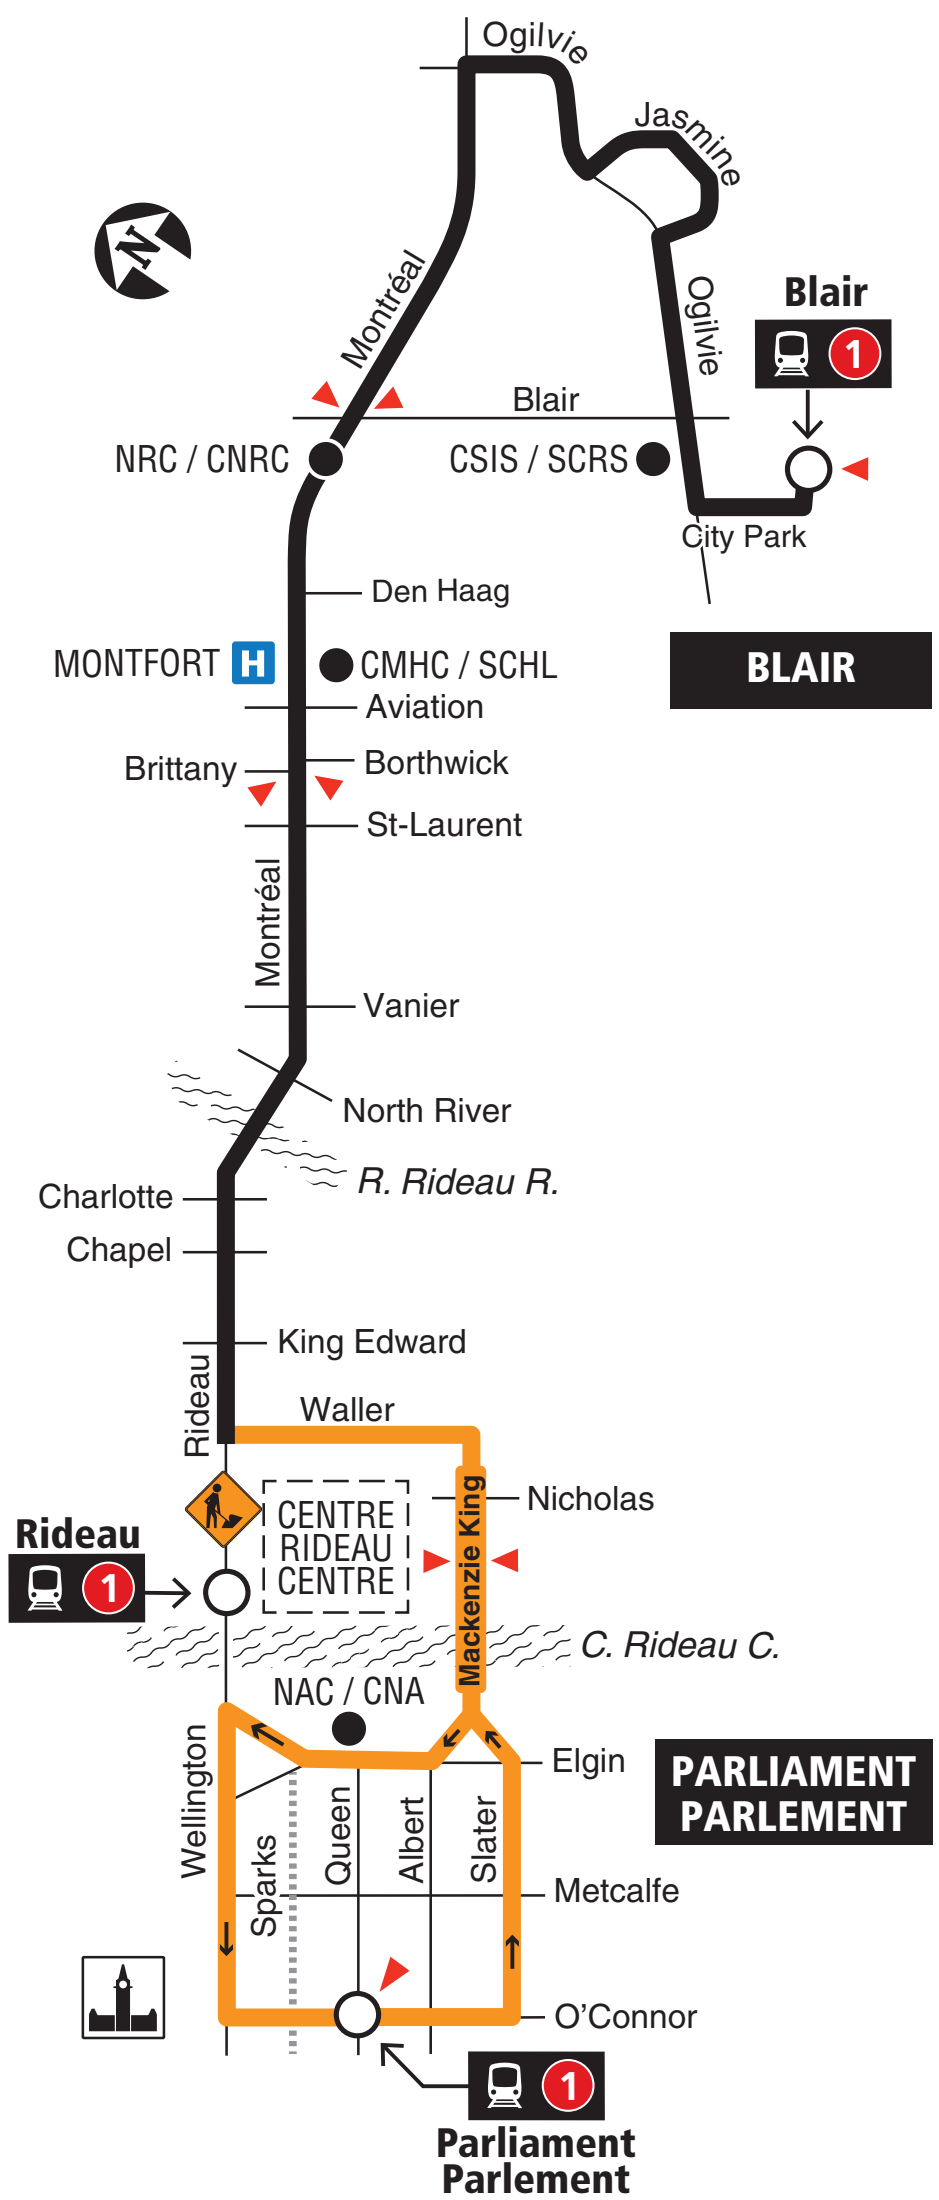 Ogilvie
Jasmine
N
Montréal
Ogilvie
Blair
1
Blair
NRC / CNRC
CSIS / SCRS
City Park
Den Haag
MONTFORT H
CMHC / SCHL
BLAIR
Aviation
Brittany
Borthwick
St-Laurent
Montréal
Vanier
North River
R. Rideau R.
Charlotte
Chapel
King Edward
Rideau
Waller
Mackenzie King
Nicholas
CENTRE
RIDEAU
CENTRE
Rideau
1
C. Rideau C.
NAC / CNA
Elgin
PARLIAMENT
PARLEMENT
Wellington
Sparks
Queen
Albert
Slater
Metcalfe
O'Connor
1
Parliament
Parlement